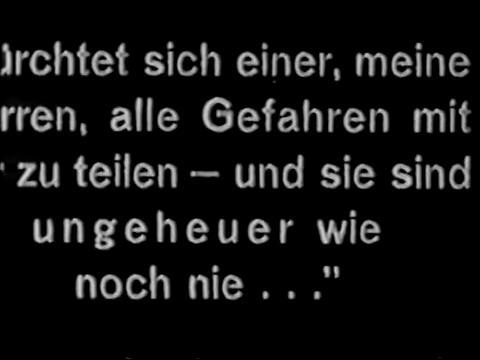 ürchtet sich einer, meine
rren, alle Gefahren mit
zu teilen — und sie sind
ungeheuer wie
noch nie . . ."